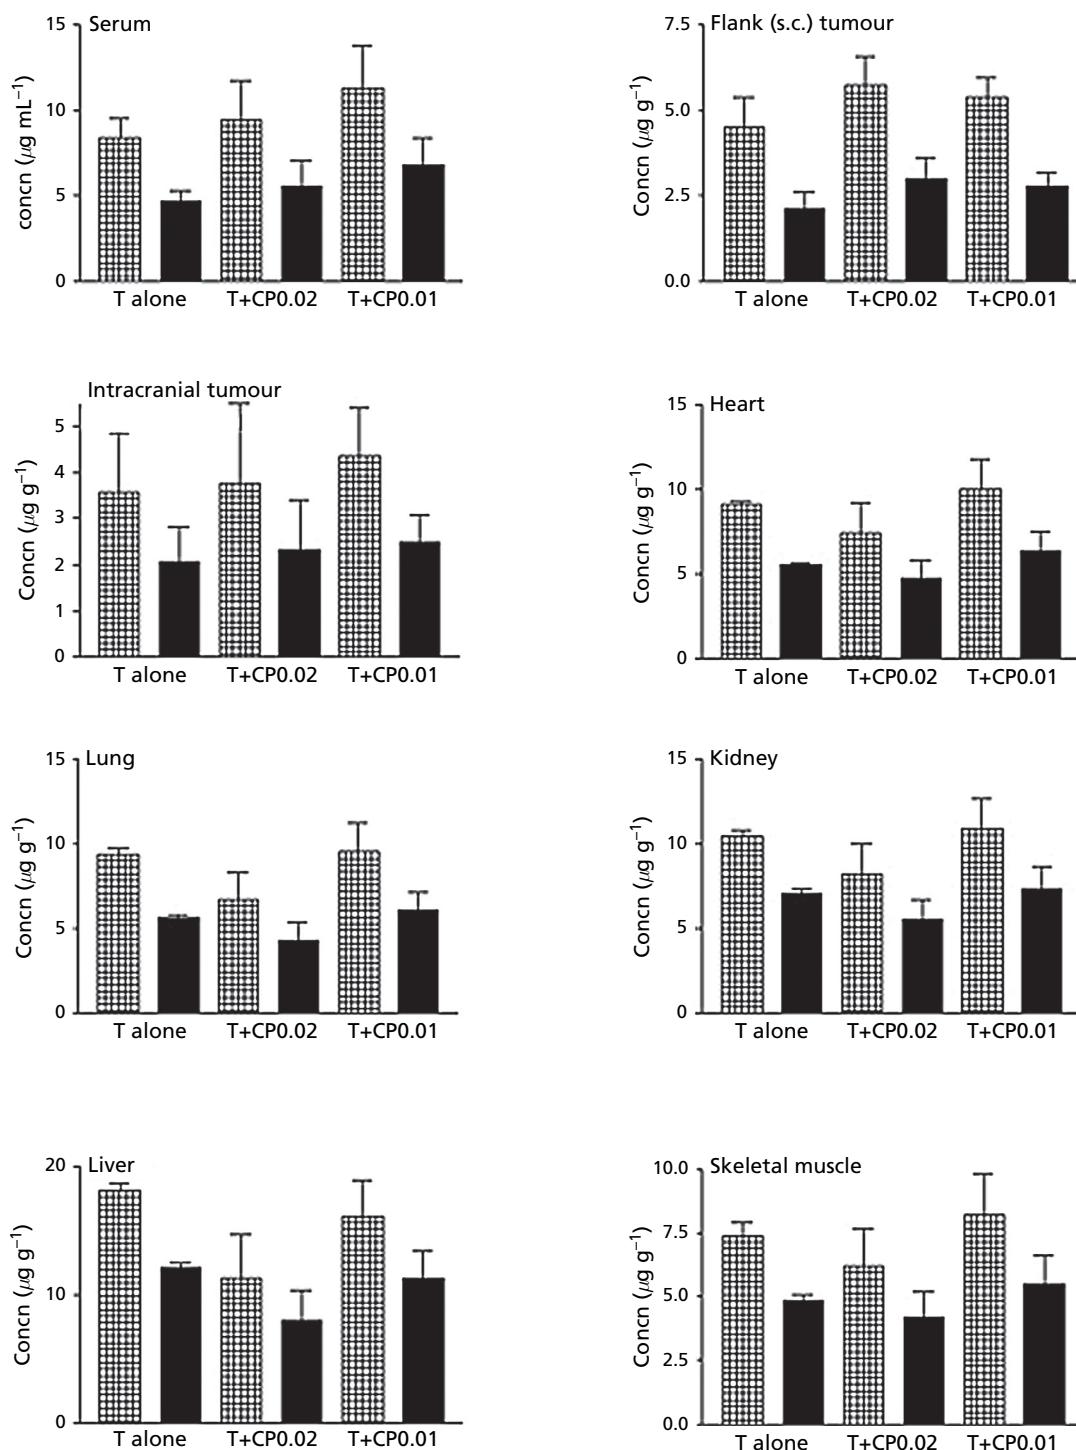 Serum
concn (μg mL⁻¹)
15
10
5
0
T alone T+CP0.02 T+CP0.01
Flank (s.c.) tumour
Concn (μg g⁻¹)
7.5
5.0
2.5
0.0
T alone T+CP0.02 T+CP0.01
Intracranial tumour
Concn (μg g⁻¹)
5
4
3
2
1
0
T alone T+CP0.02 T+CP0.01
Heart
Concn (μg g⁻¹)
15
10
5
0
T alone T+CP0.02 T+CP0.01
Lung
Concn (μg g⁻¹)
15
10
5
0
T alone T+CP0.02 T+CP0.01
Kidney
Concn (μg g⁻¹)
15
10
5
0
T alone T+CP0.02 T+CP0.01
Liver
Concn (μg g⁻¹)
20
10
0
T alone T+CP0.02 T+CP0.01
Skeletal muscle
Concn (μg g⁻¹)
10.0
7.5
5.0
2.5
0.0
T alone T+CP0.02 T+CP0.01